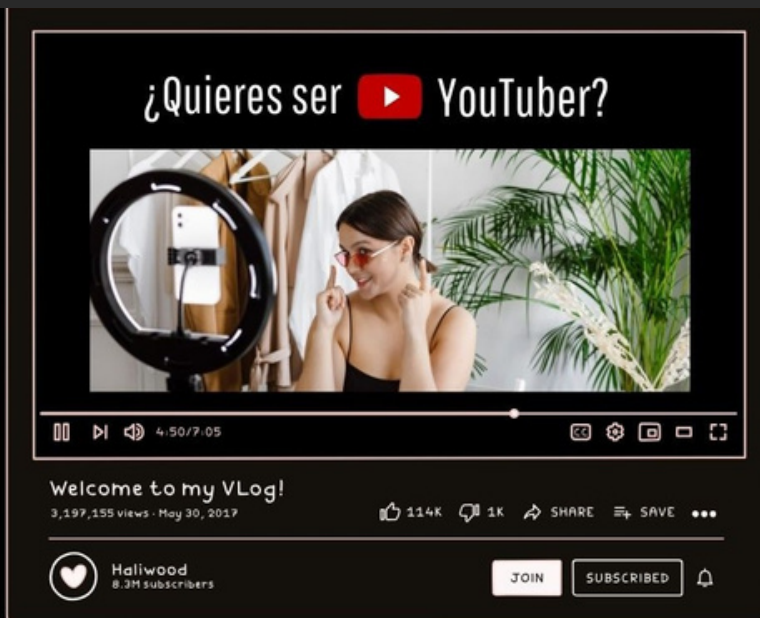 ¿Quieres ser YouTuber?
4:50/7:05
CC
Welcome to my VLog!
3,197,155 views · May 30, 2017
114K 1K SHARE SAVE
Haliwood
8.3M subscribers
JOIN SUBSCRIBED